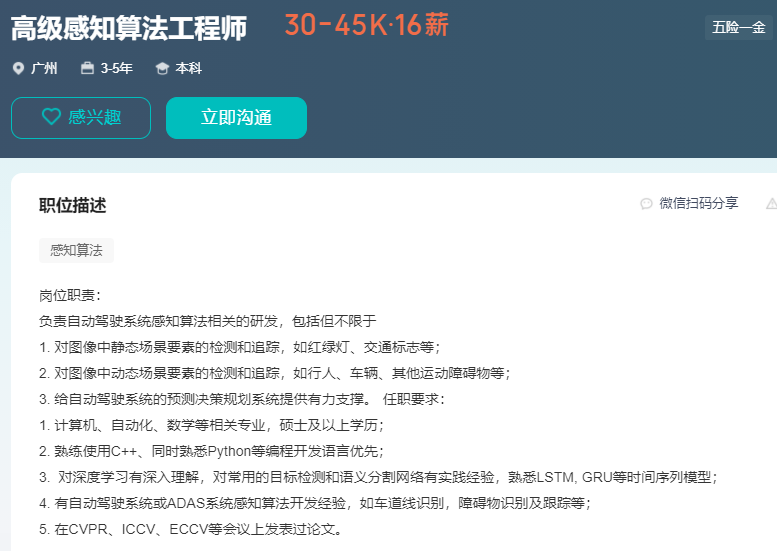 高级感知算法工程师 30-45K·16薪 五险一金
广州 3-5年 本科
感兴趣 立即沟通
职位描述 微信扫码分享
感知算法
岗位职责：
负责自动驾驶系统感知算法相关的研发，包括但不限于
1. 对图像中静态场景要素的检测和追踪，如红绿灯、交通标志等；
2. 对图像中动态场景要素的检测和追踪，如行人、车辆、其他运动障碍物等；
3. 给自动驾驶系统的预测决策规划系统提供有力支撑。 任职要求：
1. 计算机、自动化、数学等相关专业，硕士及以上学历；
2. 熟练使用C++、同时熟悉Python等编程开发语言优先；
3. 对深度学习有深入理解，对常用的目标检测和语义分割网络有实践经验，熟悉LSTM, GRU等时间序列模型；
4. 有自动驾驶系统或ADAS系统感知算法开发经验，如车道线识别，障碍物识别及跟踪等；
5. 在CVPR、ICCV、ECCV等会议上发表过论文。